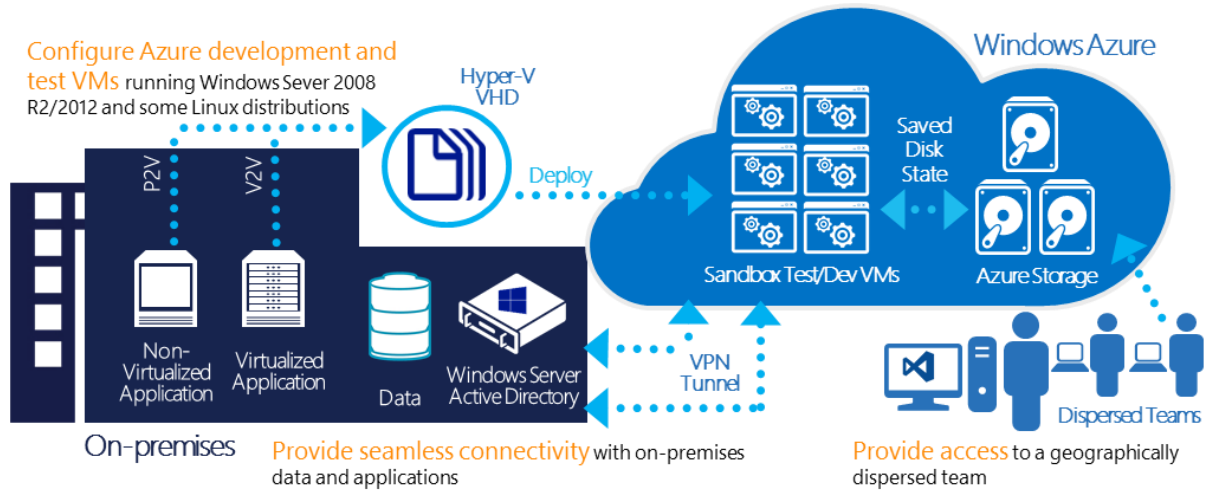 Configure Azure development and
test VMs running Windows Sever 2008
R2/2012 and some Linux distributions
Hyper-V
VHD
Windows Azure
P2V
V2V
Deploy
Saved
Disk
State
Sandbox Test/Dev VMs
Azure Storage
Non-
Virtualized
Application
Virtualized
Application
Data
Windows Server
Active Directory
VPN
Tunnel
Dispersed Teams
On-premises
Provide seamless connectivity with on-premises
data and applications
Provide access to a geographically
dispersed team